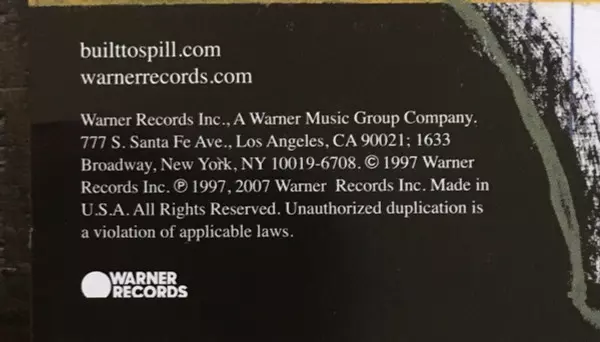 builttospill.com
warnerrecords.com
Warner Records Inc., A Warner Music Group Company.
777 S. Santa Fe Ave., Los Angeles, CA 90021; 1633
Broadway, New York, NY 10019-6708. © 1997 Warner
Records Inc. ℗ 1997, 2007 Warner Records Inc. Made in
U.S.A. All Rights Reserved. Unauthorized duplication is
a violation of applicable laws.
WARNER
RECORDS